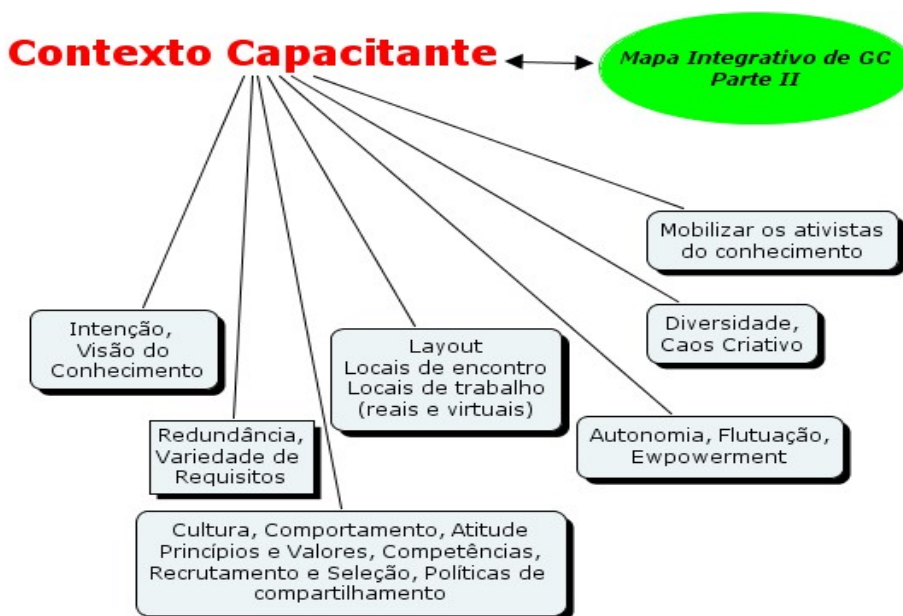 Contexto Capacitante
Mapa Integrativo de GC
Parte II
Mobilizar os ativistas
do conhecimento
Intenção,
Visão do
Conhecimento
Layout
Locais de encontro
Locais de trabalho
(reais e virtuais)
Diversidade,
Caos Criativo
Redundância,
Variedade de
Requisitos
Autonomia, Flutuação,
Ewpowerment
Cultura, Comportamento, Atitude
Princípios e Valores, Competências,
Recrutamento e Seleção, Políticas de
compartilhamento